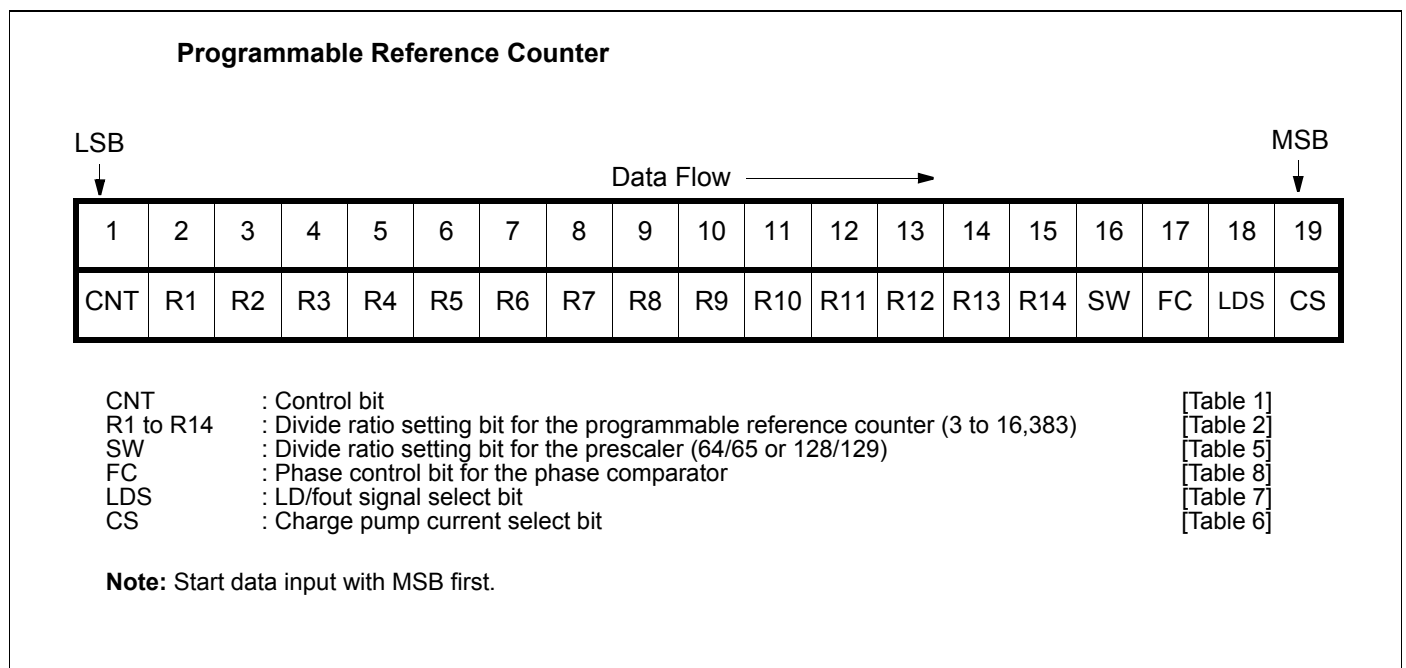 Programmable Reference Counter
LSB MSB
Data Flow
1 2 3 4 5 6 7 8 9 10 11 12 13 14 15 16 17 18 19
CNT R1 R2 R3 R4 R5 R6 R7 R8 R9 R10 R11 R12 R13 R14 SW FC LDS CS
CNT : Control bit [Table 1]
R1 to R14 : Divide ratio setting bit for the programmable reference counter (3 to 16,383) [Table 2]
SW : Divide ratio setting bit for the prescaler (64/65 or 128/129) [Table 5]
FC : Phase control bit for the phase comparator [Table 8]
LDS : LD/fout signal select bit [Table 7]
CS : Charge pump current select bit [Table 6]
Note: Start data input with MSB first.